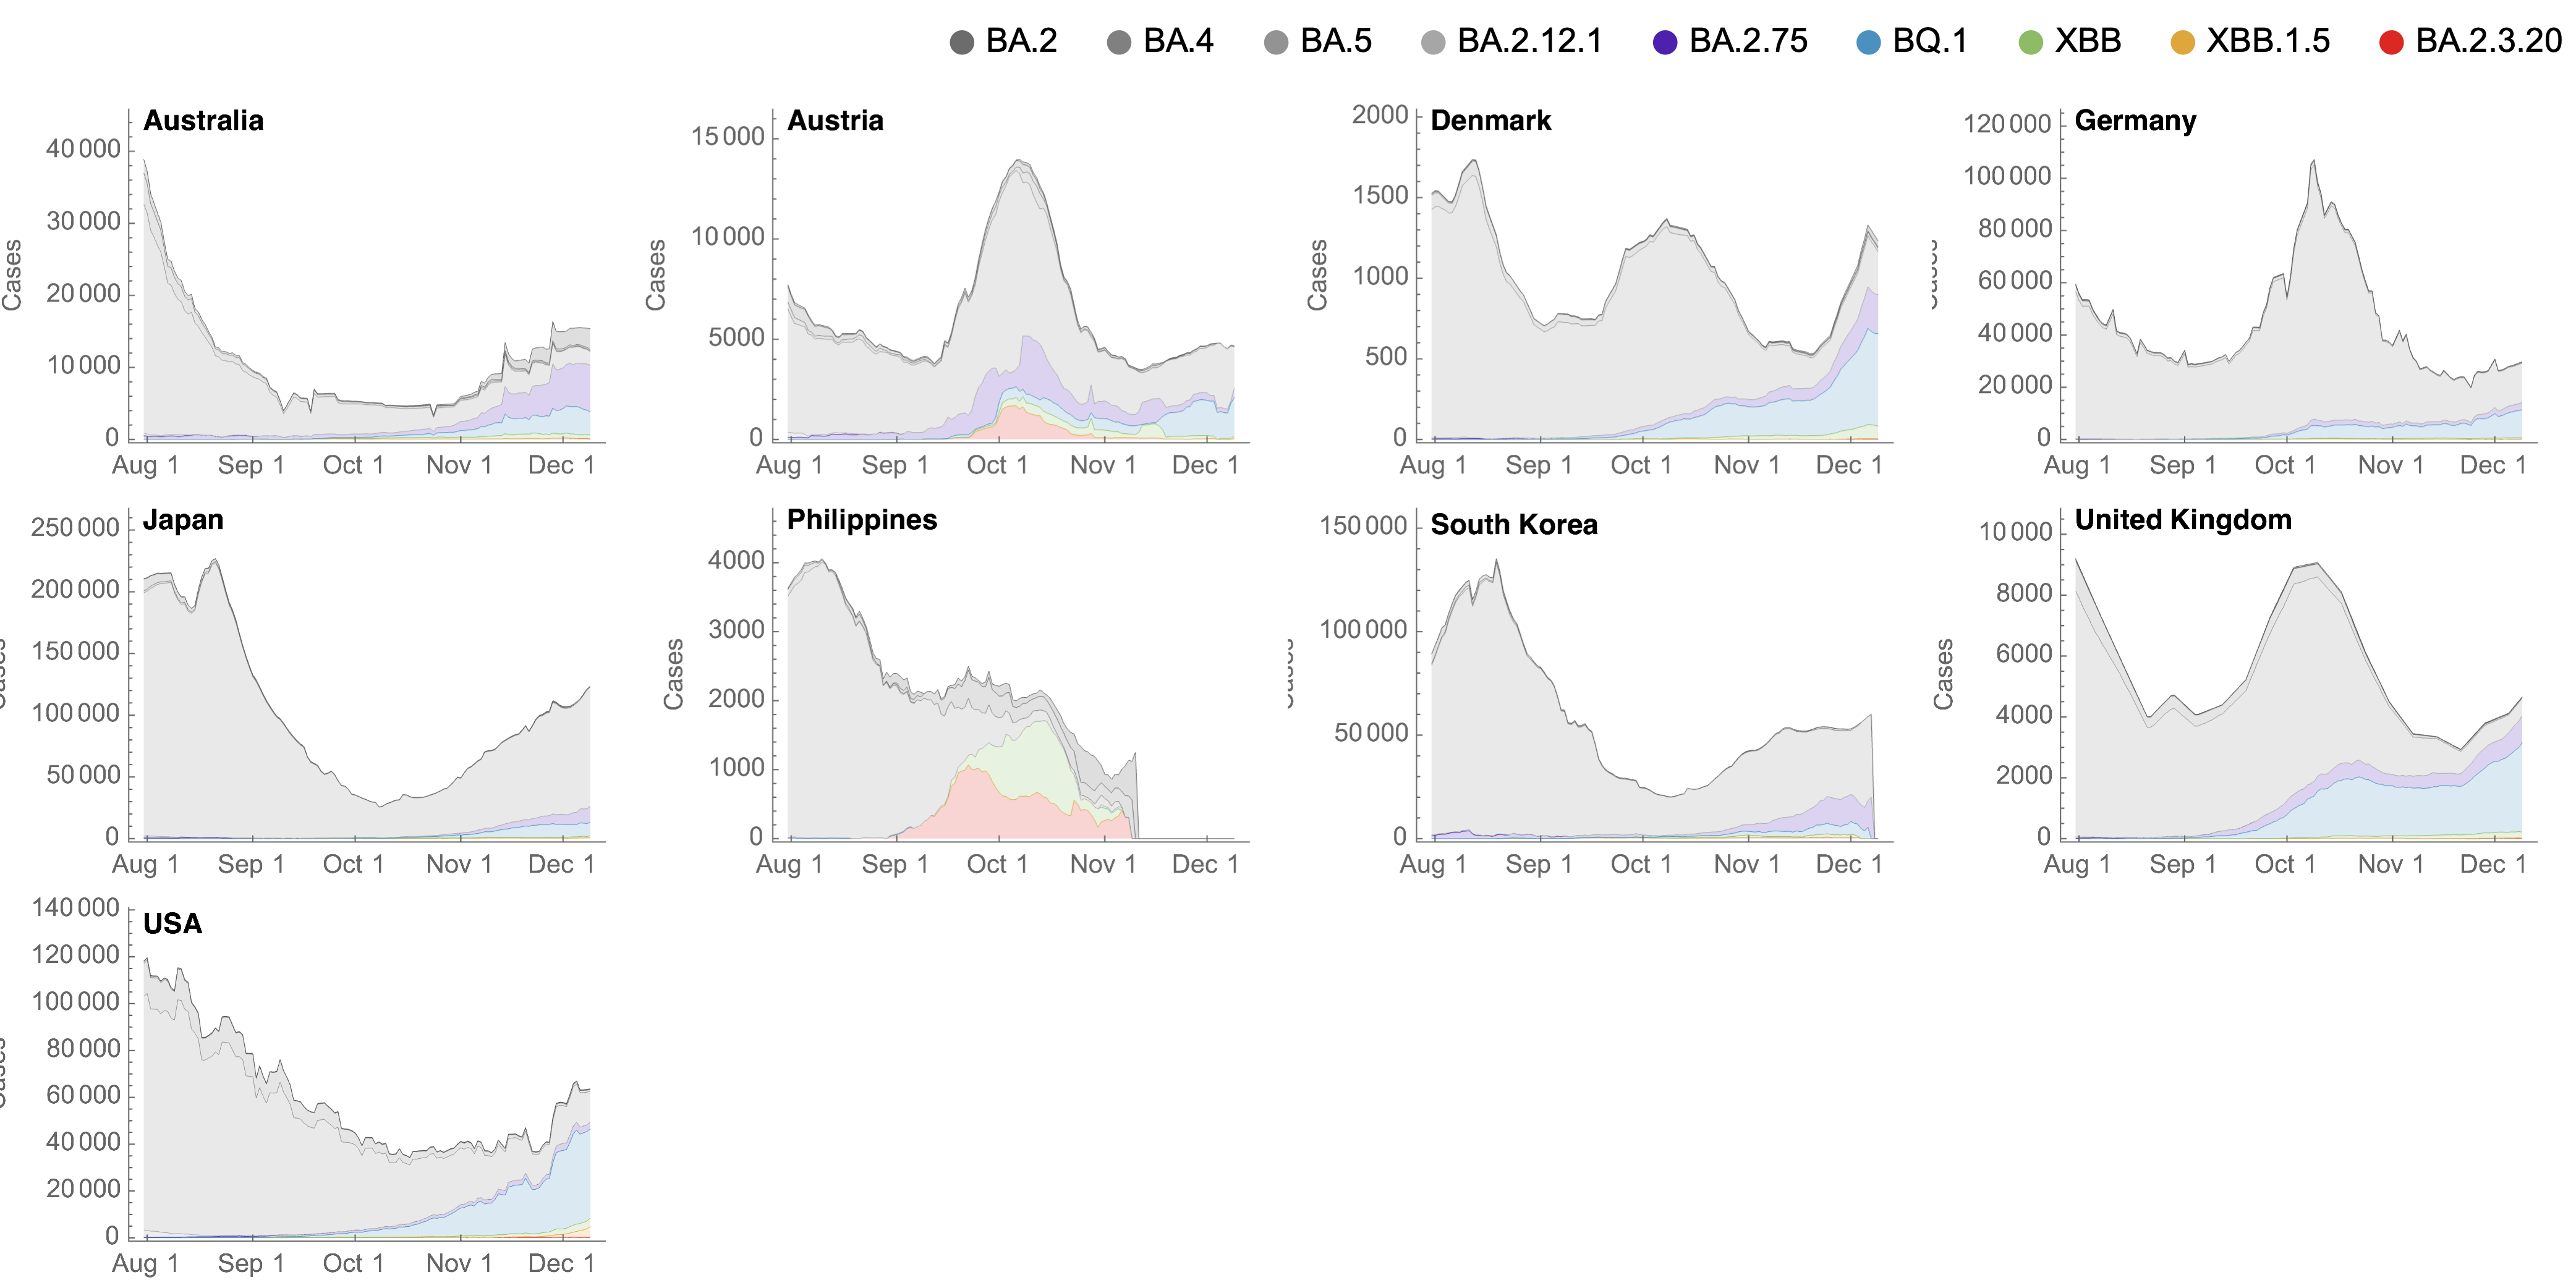 BA.2 BA.4 BA.5 BA.2.12.1 BA.2.75 BQ.1 XBB XBB.1.5 BA.2.3.20
Australia
Cases
40 000
30 000
20 000
10 000
0
Aug 1 Sep 1 Oct 1 Nov 1 Dec 1
Austria
Cases
15 000
10 000
5000
0
Aug 1 Sep 1 Oct 1 Nov 1 Dec 1
Denmark
Cases
2000
1500
1000
500
0
Aug 1 Sep 1 Oct 1 Nov 1 Dec 1
Germany
Cases
120 000
100 000
80 000
60 000
40 000
20 000
0
Aug 1 Sep 1 Oct 1 Nov 1 Dec 1
Japan
Cases
250 000
200 000
150 000
100 000
50 000
0
Aug 1 Sep 1 Oct 1 Nov 1 Dec 1
Philippines
Cases
4000
3000
2000
1000
0
Aug 1 Sep 1 Oct 1 Nov 1 Dec 1
South Korea
Cases
150 000
100 000
50 000
0
Aug 1 Sep 1 Oct 1 Nov 1 Dec 1
United Kingdom
Cases
10 000
8000
6000
4000
2000
0
Aug 1 Sep 1 Oct 1 Nov 1 Dec 1
USA
Cases
140 000
120 000
100 000
80 000
60 000
40 000
20 000
0
Aug 1 Sep 1 Oct 1 Nov 1 Dec 1